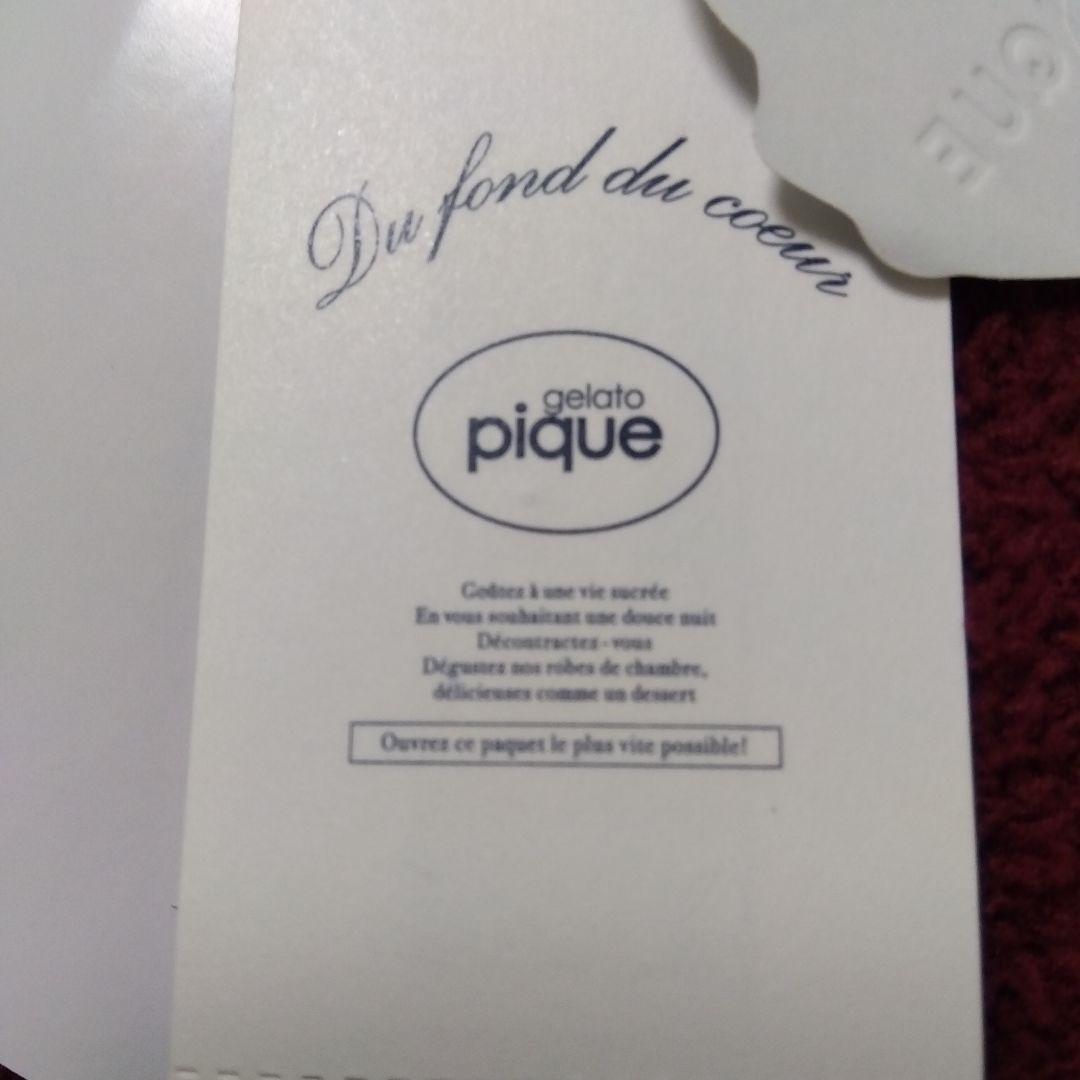 Du fond du coeur
gelato
pique
Goûtez à une vie sucrée
En vous souhaitant une douce nuit
Décontractez-vous
Dégustez nos robes de chambre,
délicieuses comme un dessert
Ouvrez ce paquet le plus vite possible!
QUE